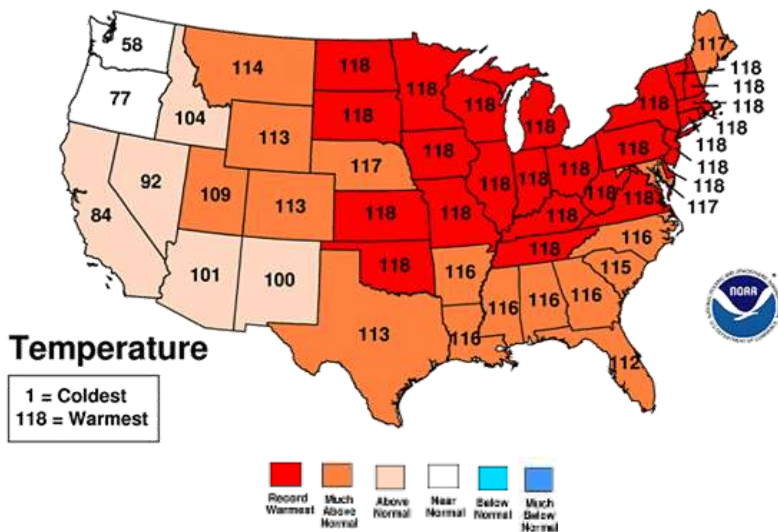 58
77
104
114
113
92
84
109
113
101
100
118
118
117
118
118
113
118
118
118
118
116
116
118
118
118
118
118
118
118
118
118
116
116
116
115
116
112
118
118
118
117
118
118
118
118
118
118
117
NOAA
Temperature
1 = Coldest
118 = Warmest
Record
Warmest
Much
Above
Normal
Above
Normal
Near
Normal
Below
Normal
Much
Below
Normal